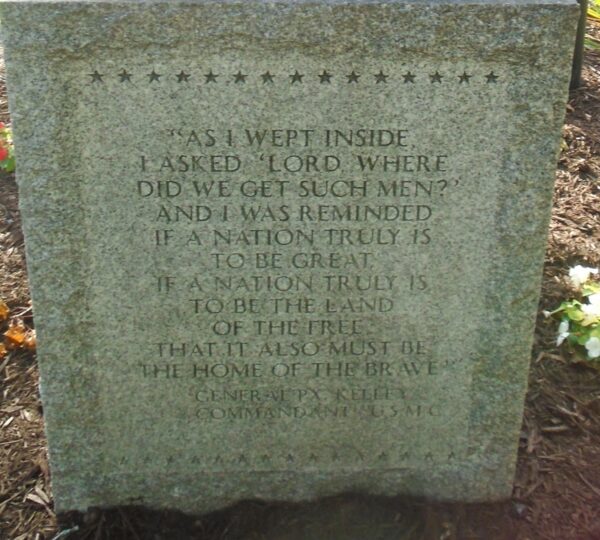 "AS I WEPT INSIDE,
I ASKED 'LORD WHERE
DID WE GET SUCH MEN?'
AND I WAS REMINDED
IF A NATION TRULY IS
TO BE GREAT,
IF A NATION TRULY IS
TO BE THE LAND
OF THE FREE,
THAT IT ALSO MUST BE
THE HOME OF THE BRAVE"
GENERAL P.X. KELLEY
COMMANDANT U.S.M.C.